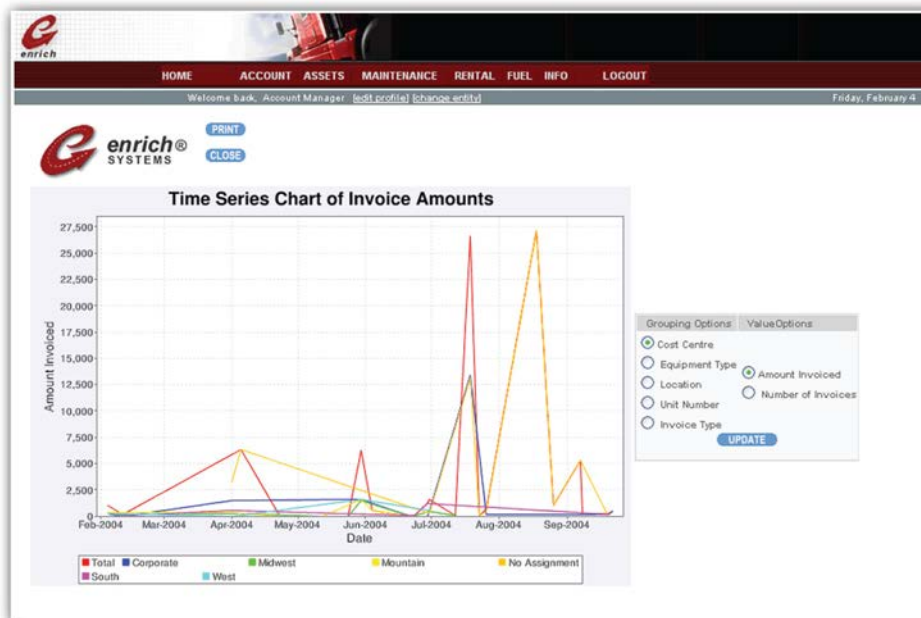 enrich
HOME ACCOUNT ASSETS MAINTENANCE RENTAL FUEL INFO LOGOUT
Welcome back, Account Manager [edit profile] [change entity] Friday, February 4
enrich®
SYSTEMS
PRINT
CLOSE
Time Series Chart of Invoice Amounts
27,500
25,000
22,500
20,000
17,500
15,000
12,500
10,000
7,500
5,000
2,500
0
Amount Invoiced
Feb-2004 Mar-2004 Apr-2004 May-2004 Jun-2004 Jul-2004 Aug-2004 Sep-2004
Date
Total Corporate Midwest Mountain No Assignment
South West
Grouping Options ValueOptions
Cost Centre
Equipment Type
Location
Unit Number
Invoice Type
Amount Invoiced
Number of Invoices
UPDATE